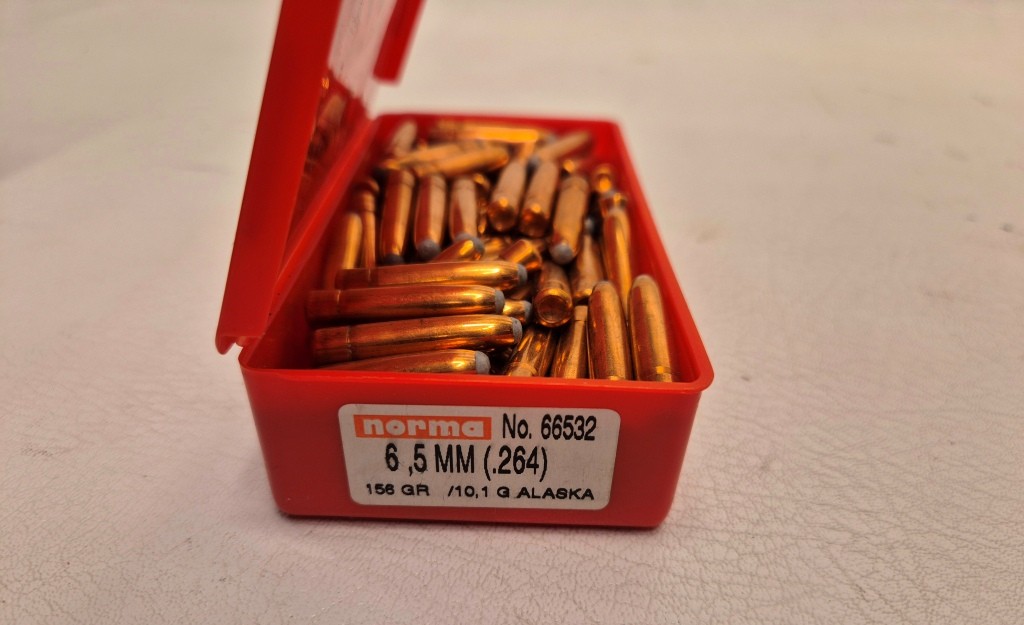 norma No. 66532
6 ,5 MM (.264)
156 GR /10,1 G ALASKA